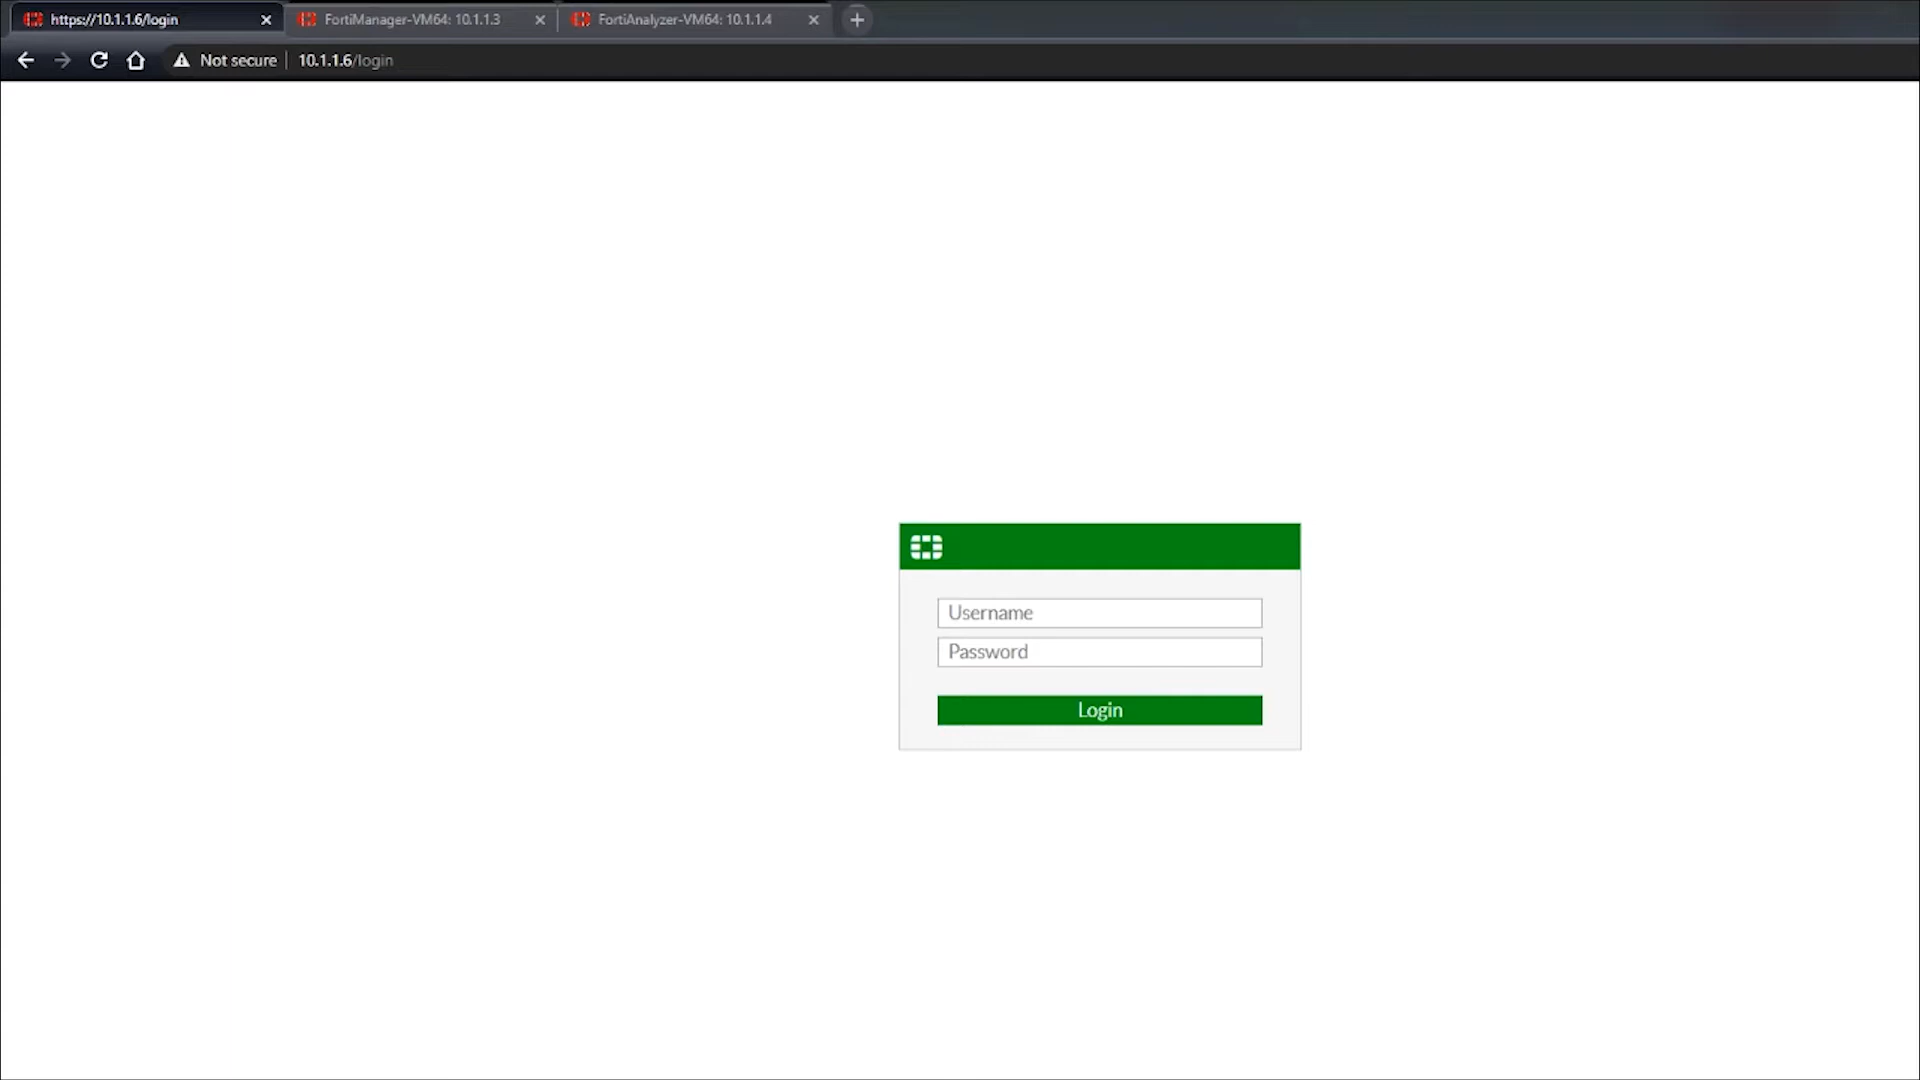 https://10.1.1.6/login
FortiManager-VM64: 10.1.1.3
FortiAnalyzer-VM64: 10.1.1.4
Not secure
10.1.1.6/login
Username
Password
Login